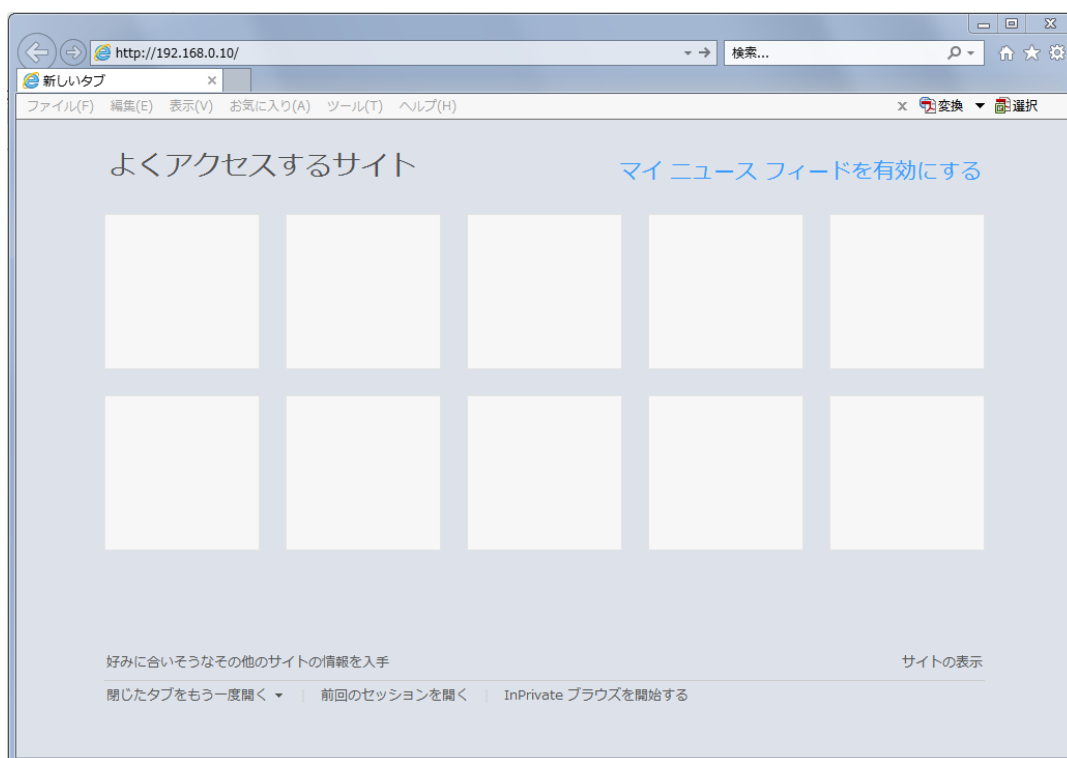 http://192.168.0.10/
検索...
新しいタブ
ファイル(F) 編集(E) 表示(V) お気に入り(A) ツール(T) ヘルプ(H)
変換 選択
よくアクセスするサイト
マイ ニュース フィードを有効にする
好みに合いそうなその他のサイトの情報を入手
サイトの表示
閉じたタブをもう一度開く
前回のセッションを開く
InPrivate ブラウズを開始する